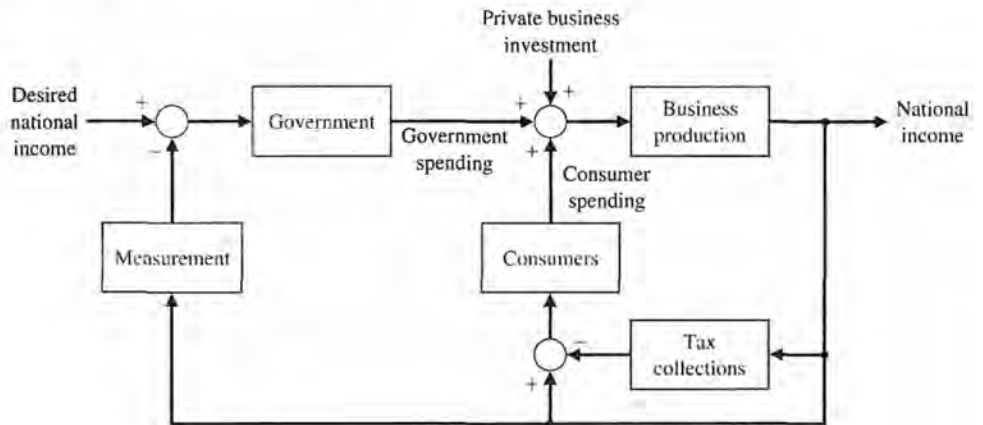 Private business
investment
Desired
national
income
+
−
Government
Government
spending
+
+
+
Business
production
National
income
Consumer
spending
Measurement
Consumers
−
+
Tax
collections